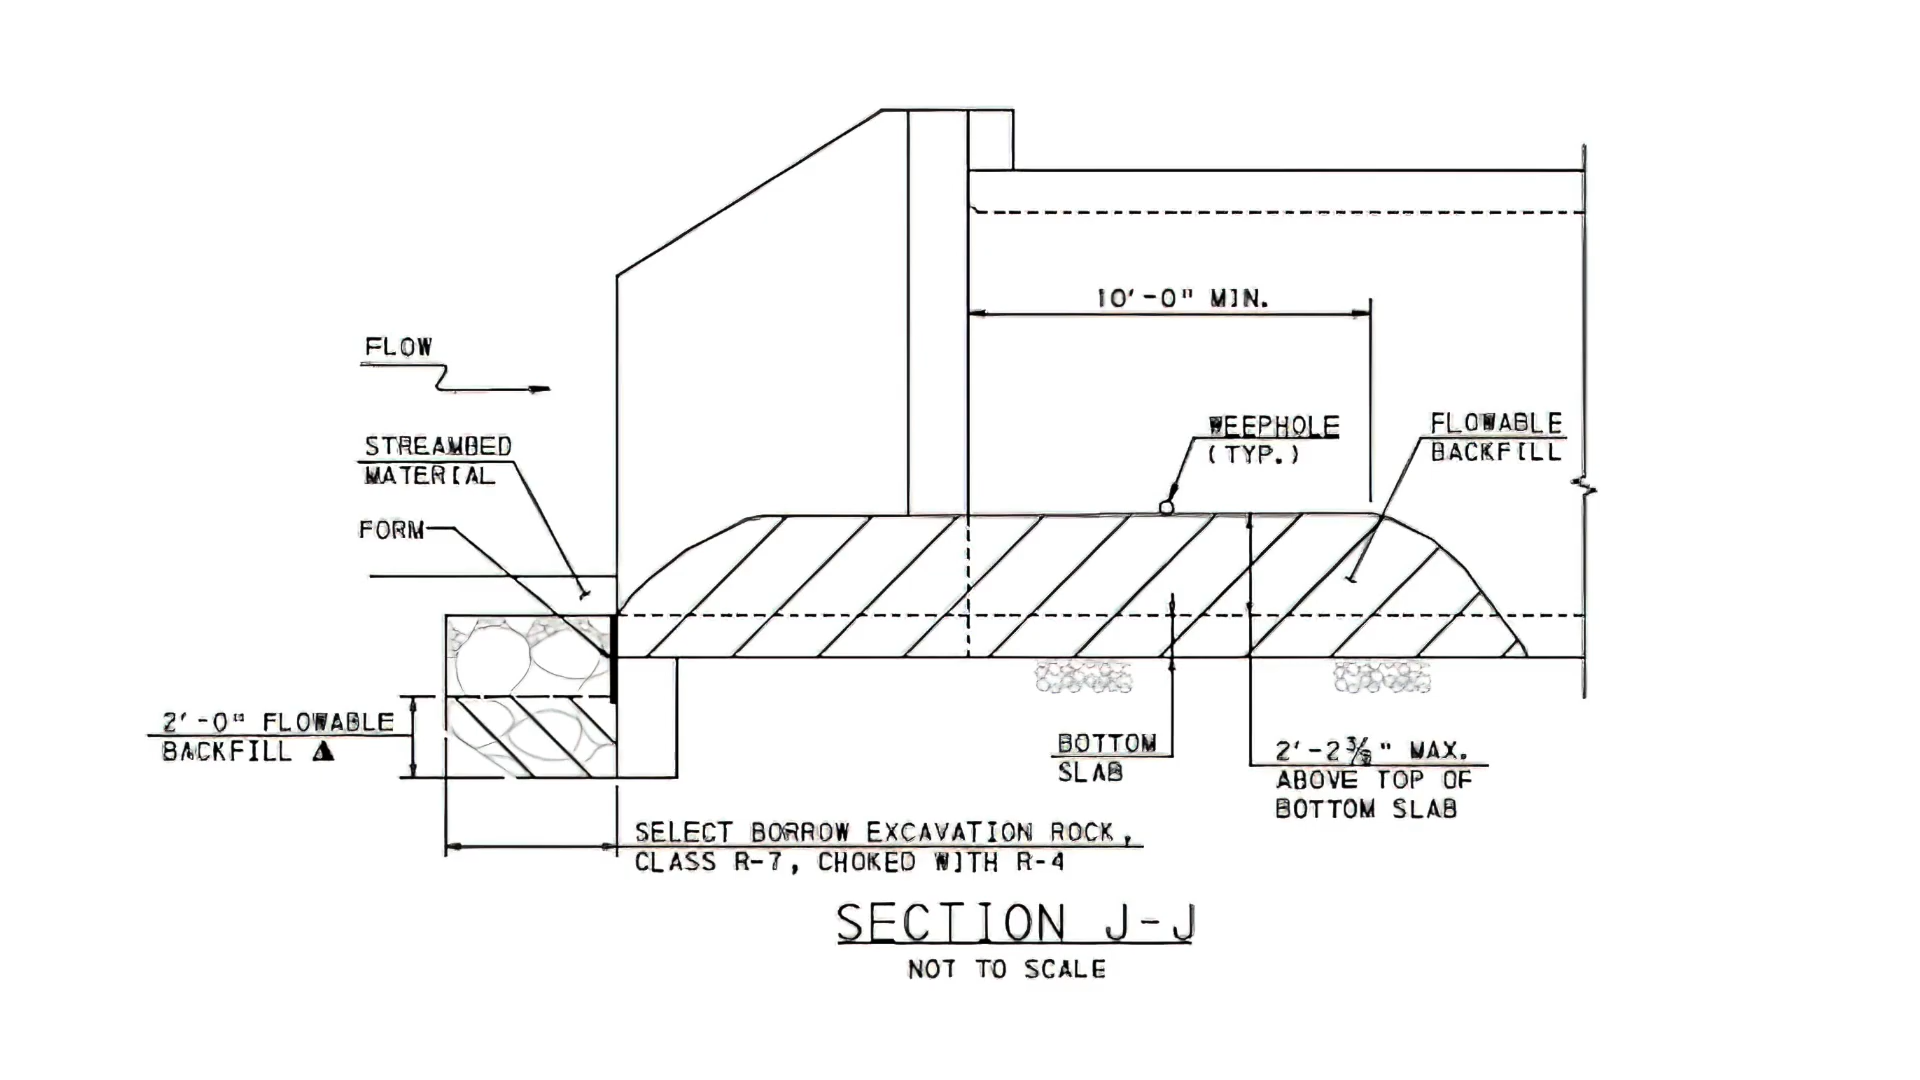 10'-0" MIN.
FLOW
WEEPHOLE
(TYP.)
FLOWABLE
BACKFILL
STREAMBED
MATERIAL
FORM
2'-0" FLOWABLE
BACKFILL ▲
BOTTOM
SLAB
2'-2⅜" MAX.
ABOVE TOP OF
BOTTOM SLAB
SELECT BORROW EXCAVATION ROCK,
CLASS R-7, CHOKED WITH R-4
SECTION J-J
NOT TO SCALE